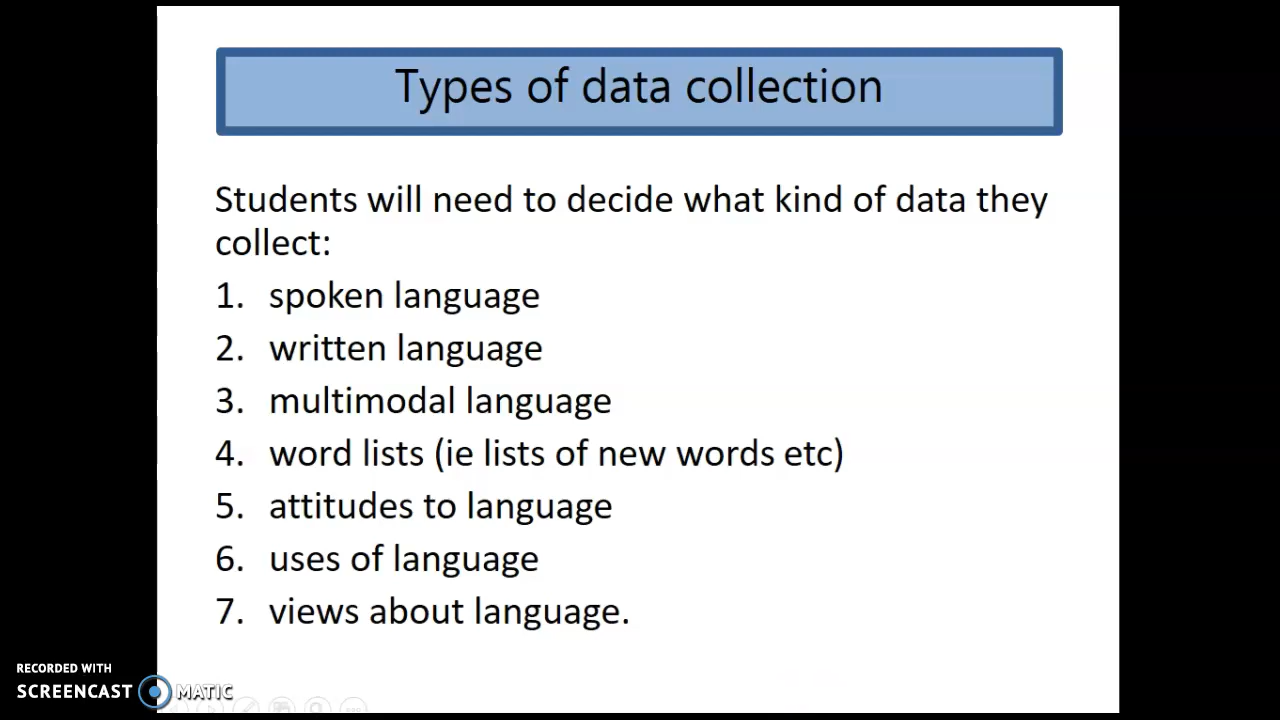 Types of data collection
Students will need to decide what kind of data they
collect:
1. spoken language
2. written language
3. multimodal language
4. word lists (ie lists of new words etc)
5. attitudes to language
6. uses of language
7. views about language.
RECORDED WITH
SCREENCAST MATIC